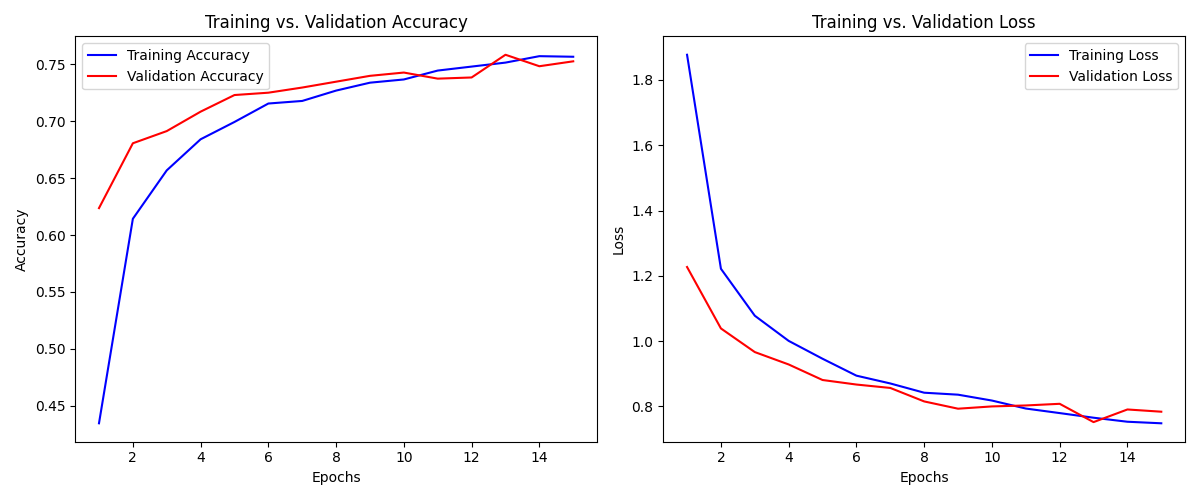 Training vs. Validation Accuracy
Training Accuracy
Validation Accuracy
0.75
0.70
0.65
0.60
0.55
0.50
0.45
Accuracy
2 4 6 8 10 12 14
Epochs
Training vs. Validation Loss
Training Loss
Validation Loss
1.8
1.6
1.4
1.2
1.0
0.8
Loss
2 4 6 8 10 12 14
Epochs